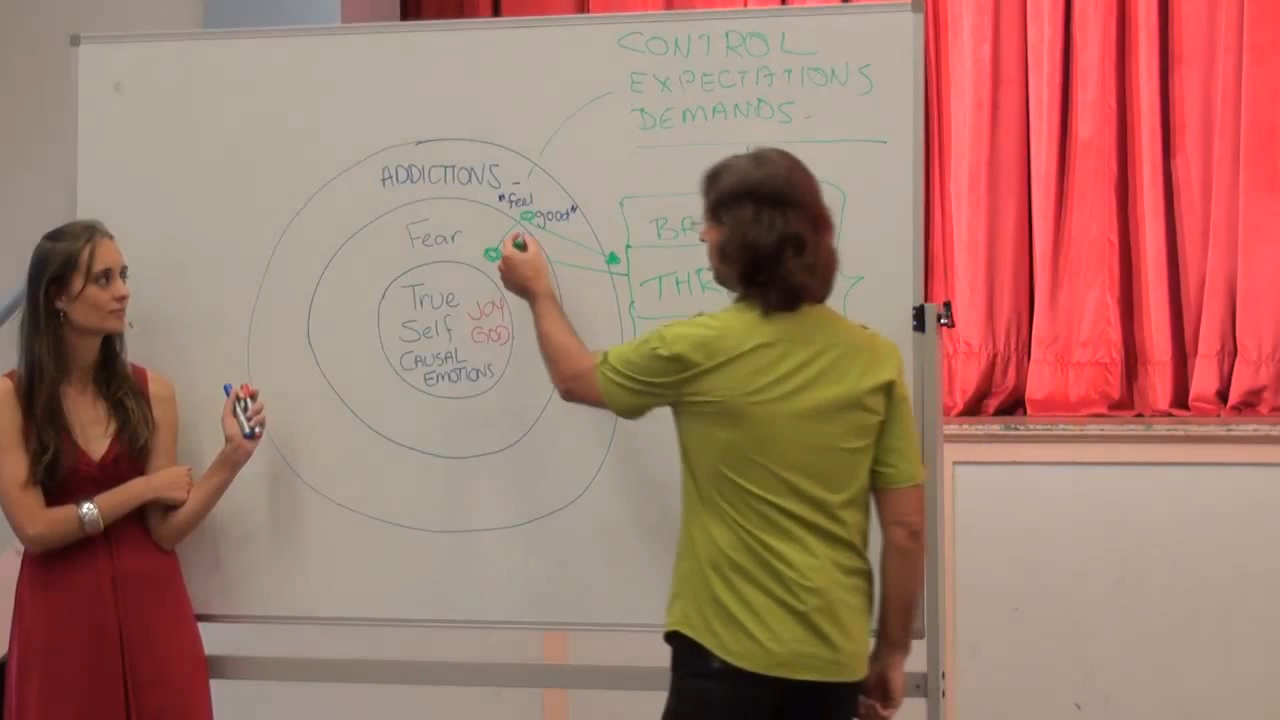 CONTROL
EXPECTATIONS
DEMANDS
ADDICTIONS
"feel
good"
Fear
True
Self
JOY
GOD
CAUSAL
EMOTIONS